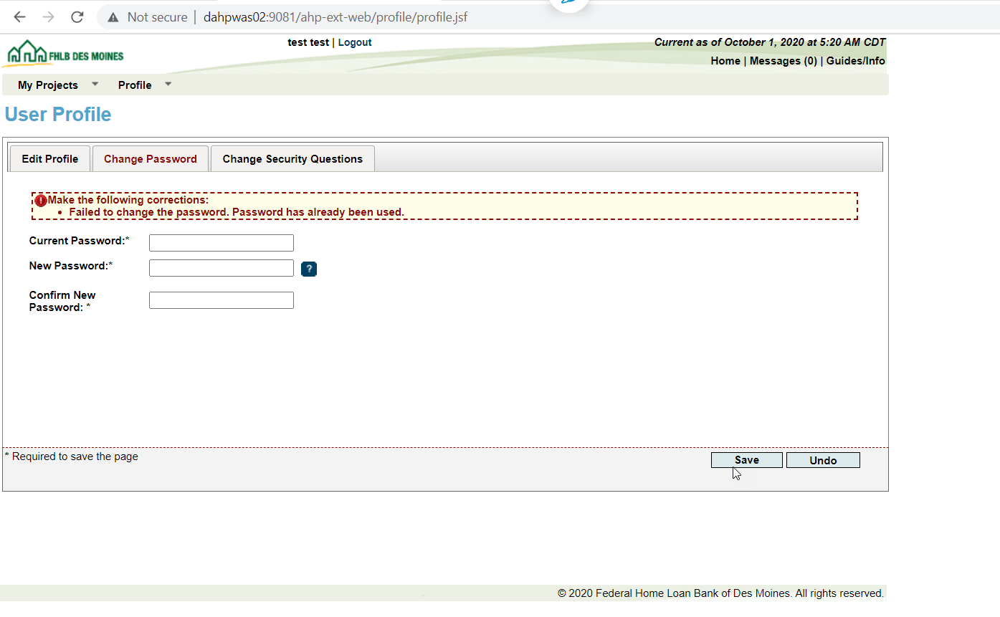 Not secure | dahpwas02:9081/ahp-ext-web/profile/profile.jsf
FHLB DES MOINES
test test | Logout
Current as of October 1, 2020 at 5:20 AM CDT
Home | Messages (0) | Guides/Info
My Projects Profile
User Profile
Edit Profile Change Password Change Security Questions
Make the following corrections:
• Failed to change the password. Password has already been used.
Current Password:*
New Password:* ?
Confirm New
Password: *
* Required to save the page
Save Undo
© 2020 Federal Home Loan Bank of Des Moines. All rights reserved.